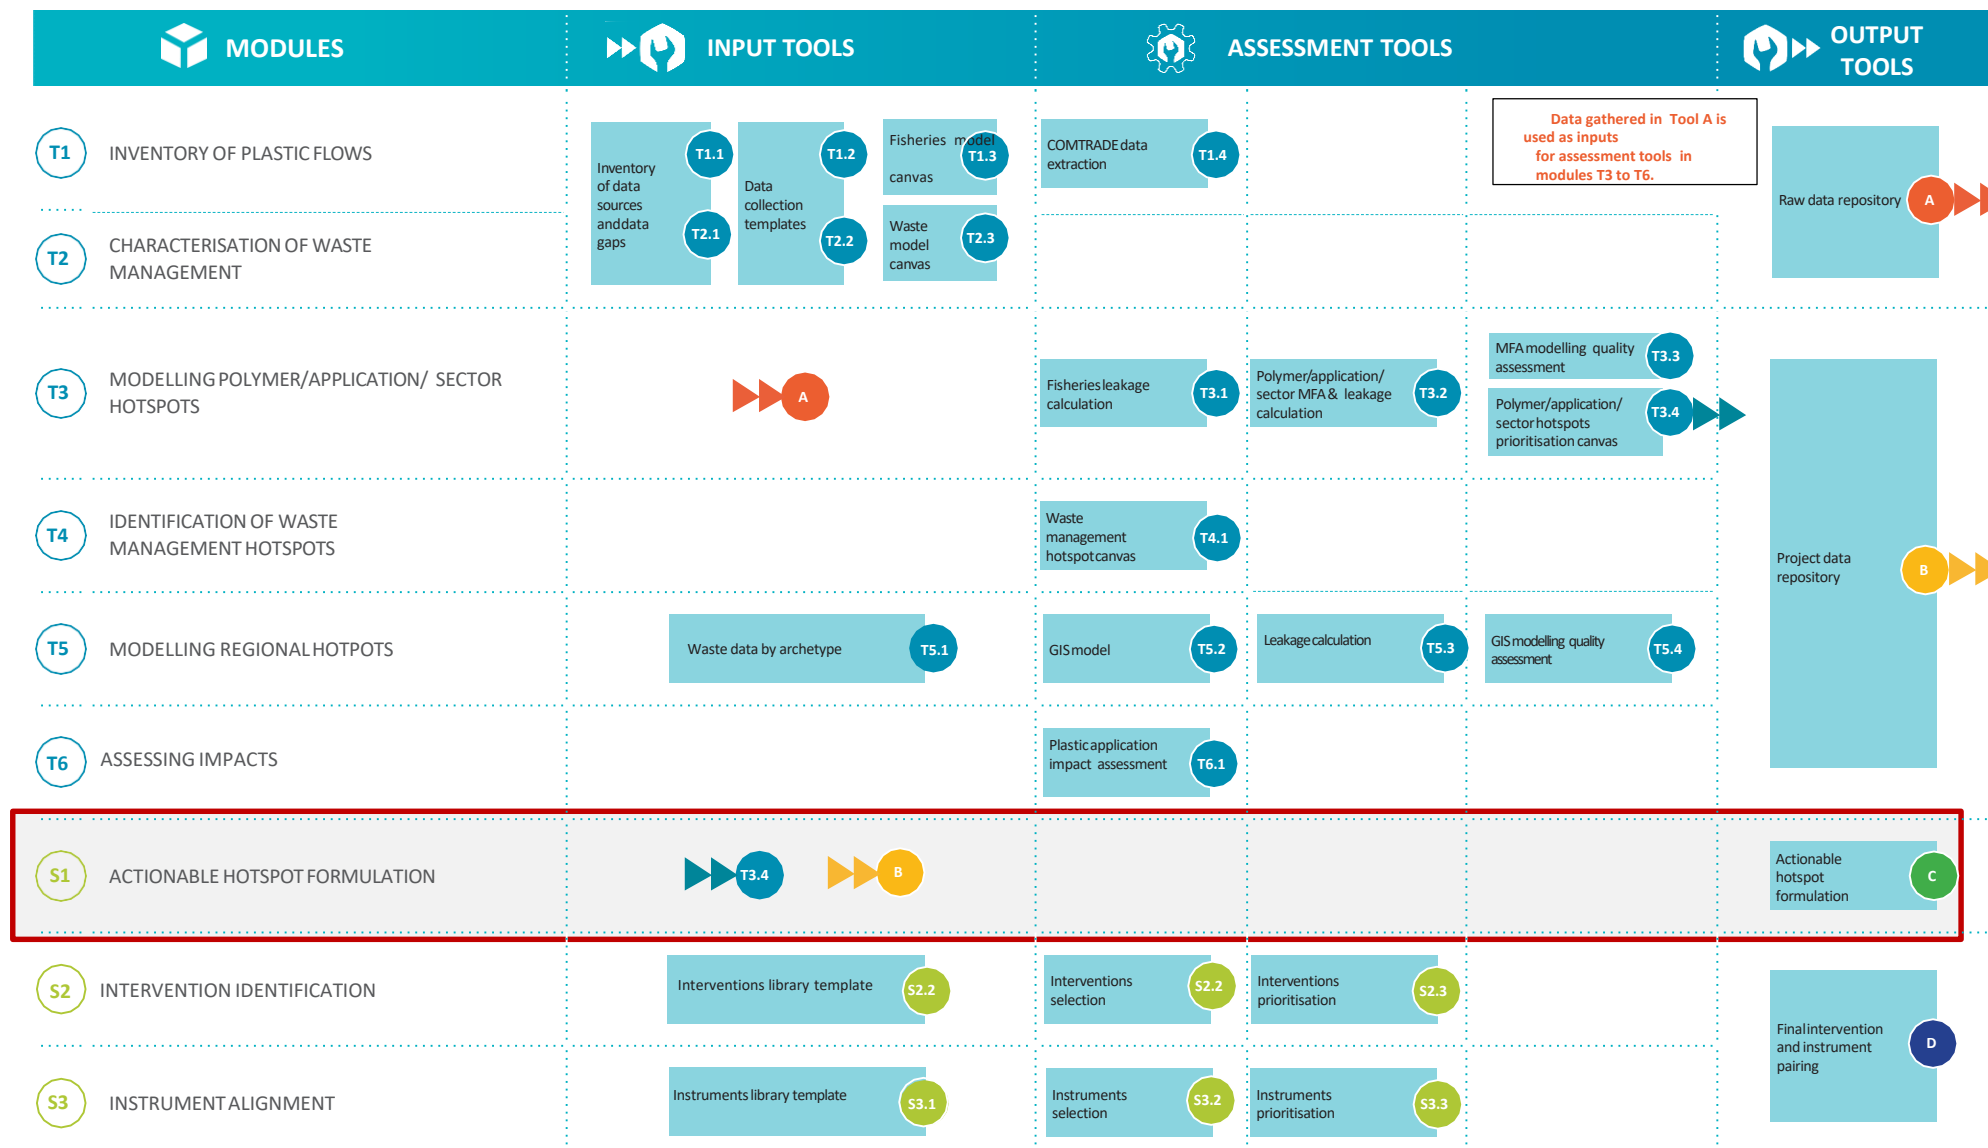 MODULES
INPUT TOOLS
ASSESSMENT TOOLS
OUTPUT
TOOLS
T1
INVENTORY OF PLASTIC FLOWS
Inventory
of data
sources
anddata
gaps
T1.1
T2.1
Data
collection
templates
T1.2
T2.2
Fisheries model
canvas
T1.3
Waste
model
canvas
T2.3
COMTRADE data
extraction
T1.4
Data gathered in Tool A is
used as inputs
for assessment tools in
modules T3 to T6.
Raw data repository
A
T2
CHARACTERISATION OF WASTE
MANAGEMENT
T3
MODELLING POLYMER/APPLICATION/ SECTOR
HOTSPOTS
A
Fisheries leakage
calculation
T3.1
Polymer/application/
sector MFA & leakage
calculation
T3.2
MFA modelling quality
assessment
T3.3
Polymer/application/
sector hotspots
prioritisation canvas
T3.4
T4
IDENTIFICATION OF WASTE
MANAGEMENT HOTSPOTS
Waste
management
hotspot canvas
T4.1
Project data
repository
B
T5
MODELLING REGIONAL HOTPOTS
Waste data by archetype
T5.1
GIS model
T5.2
Leakage calculation
T5.3
GIS modelling quality
assessment
T5.4
T6
ASSESSING IMPACTS
Plastic application
impact assessment
T6.1
S1
ACTIONABLE HOTSPOT FORMULATION
T3.4
B
Actionable
hotspot
formulation
C
S2
INTERVENTION IDENTIFICATION
Interventions library template
S2.2
Interventions
selection
S2.2
Interventions
prioritisation
S2.3
Final intervention
and instrument
pairing
D
S3
INSTRUMENT ALIGNMENT
Instruments library template
S3.1
Instruments
selection
S3.2
Instruments
prioritisation
S3.3